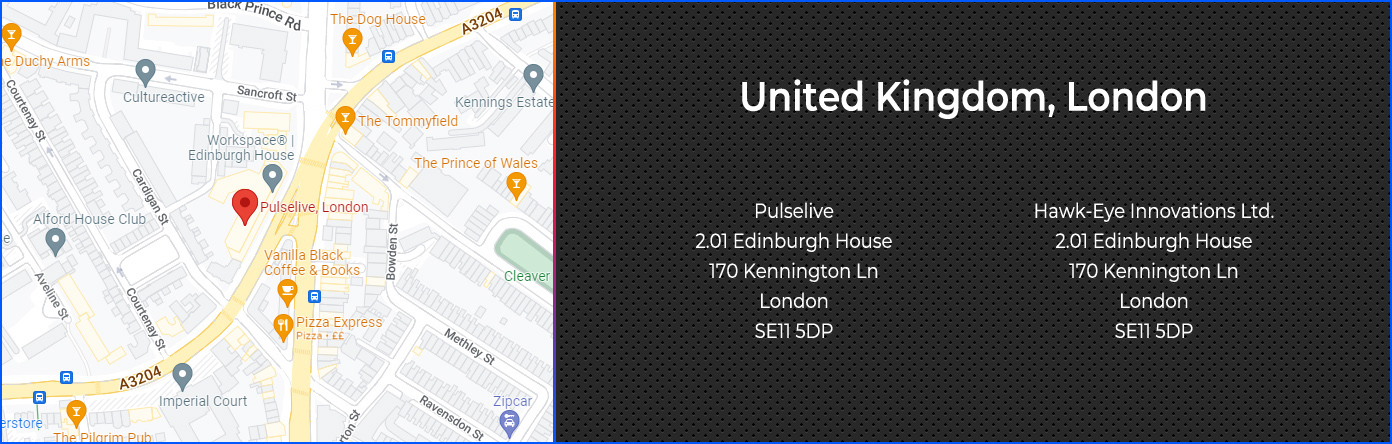 Black Prince Rd
The Dog House
A3204
e Duchy Arms
Cultureactive
Sancroft St
Kennings Estate
Courtenay St
The Tommyfield
Workspace® |
Edinburgh House
The Prince of Wales
Cardigan St
Pulselive, London
Alford House Club
e
Bowden St
Vanilla Black
Coffee & Books
Cleaver
Aveline St
Courtenay St
Pizza Express
Pizza • ££
Methley St
A3204
Imperial Court
Zipcar
Ravensdon St
erstore
The Pilgrim Pub
rton St
United Kingdom, London
Pulselive
2.01 Edinburgh House
170 Kennington Ln
London
SE11 5DP
Hawk-Eye Innovations Ltd.
2.01 Edinburgh House
170 Kennington Ln
London
SE11 5DP